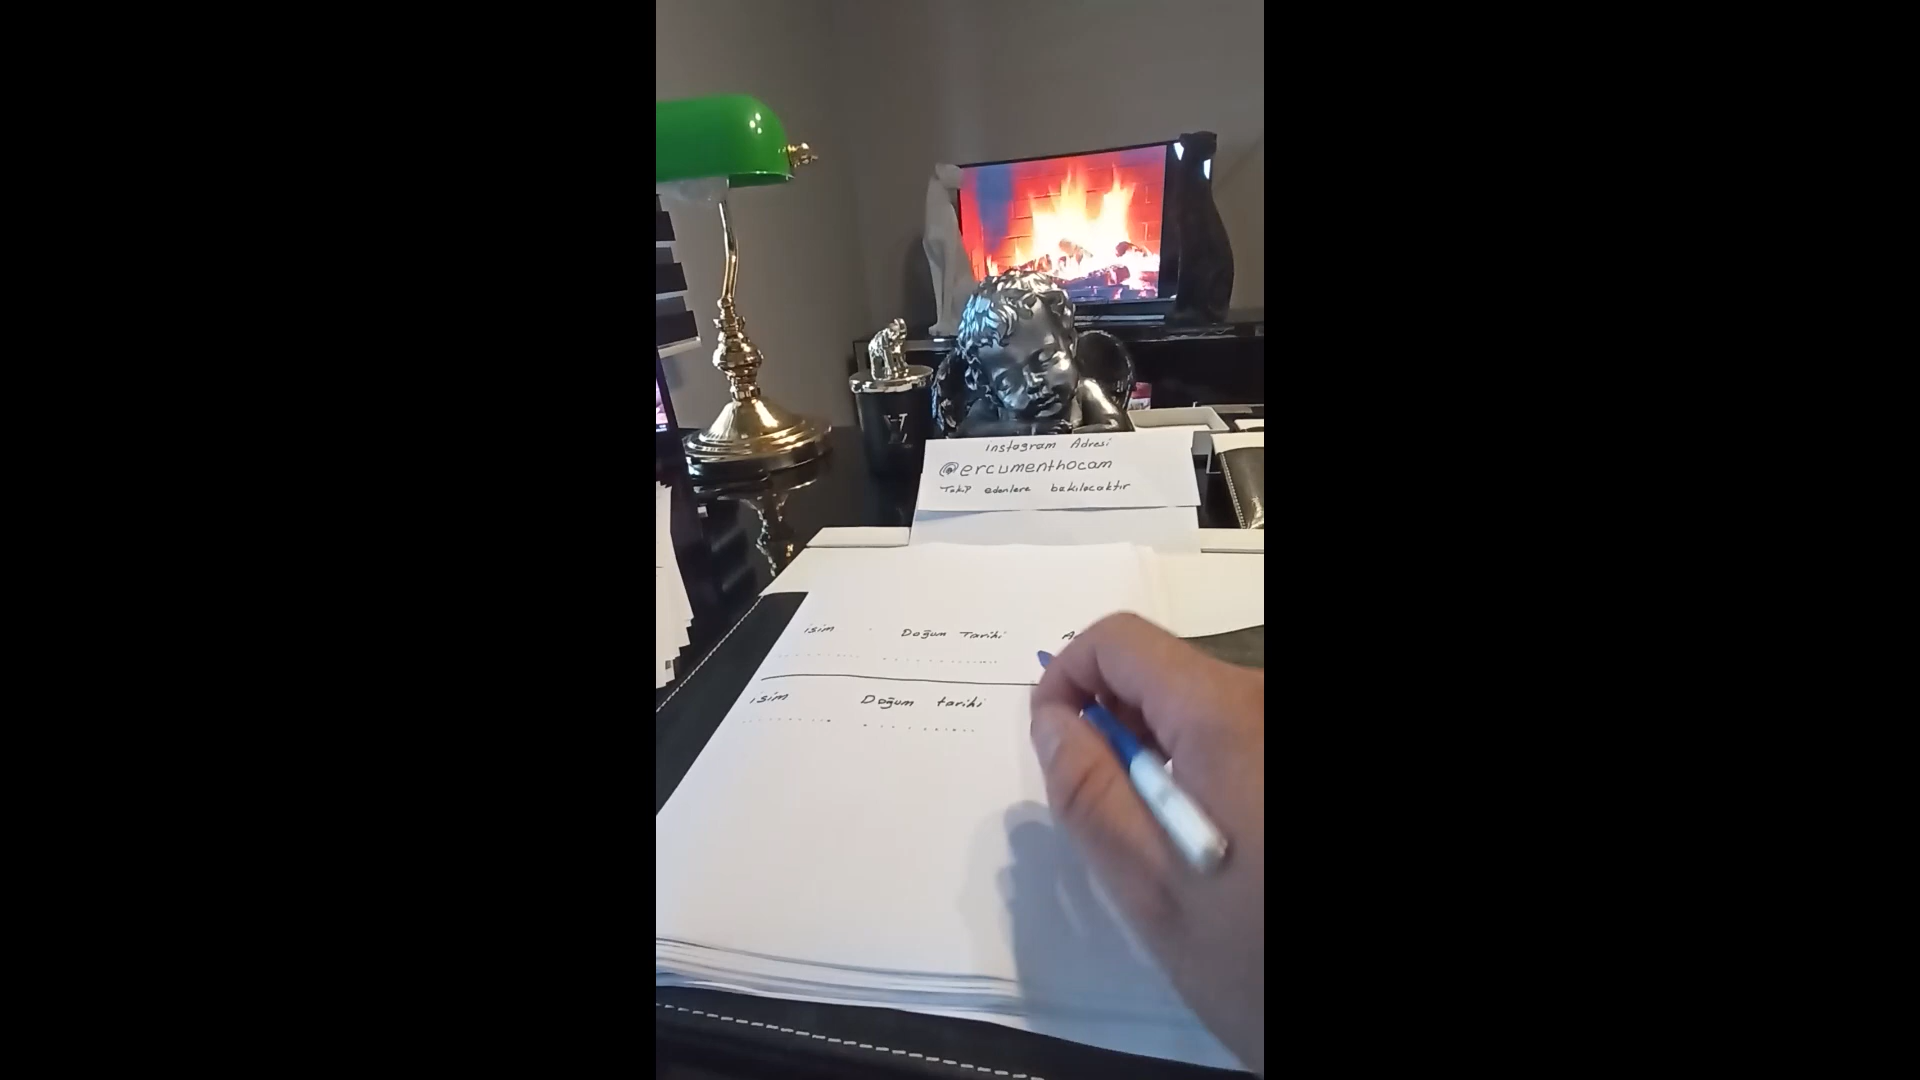 instagram Adresi
@ercumenthocam
Takip edenlere bakılacaktır
isim Doğum Tarihi
isim Doğum tarihi